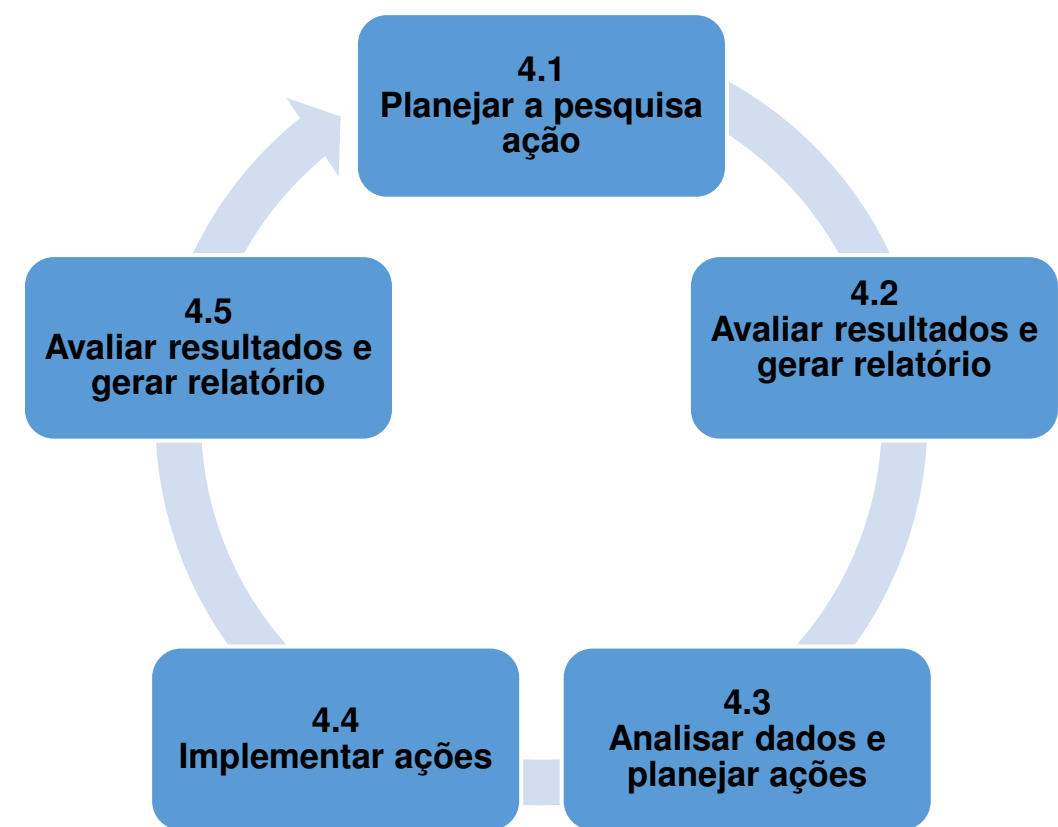 4.1
Planejar a pesquisa
ação
4.2
Avaliar resultados e
gerar relatório
4.3
Analisar dados e
planejar ações
4.4
Implementar ações
4.5
Avaliar resultados e
gerar relatório